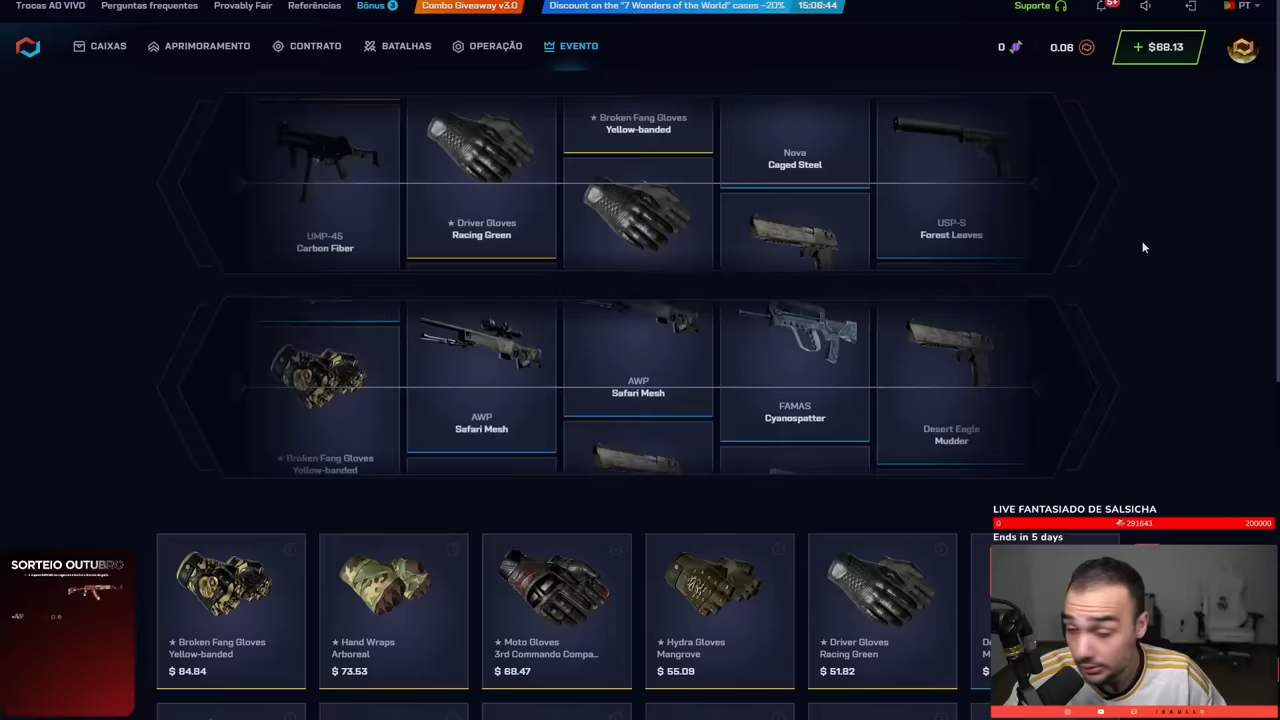 Trocas AO VIVO
Perguntas frequentes
Provably Fair
Referências
Bônus 3
Combo Giveaway v3.0
Discount on the "7 Wonders of the World" cases −20%
15:06:44
Suporte
5+
PT
CAIXAS
APRIMORAMENTO
CONTRATO
BATALHAS
OPERAÇÃO
EVENTO
0
0.06
+ $68.13
UMP-45
Carbon Fiber
★ Driver Gloves
Racing Green
★ Broken Fang Gloves
Yellow-banded
Nova
Caged Steel
USP-S
Forest Leaves
★ Broken Fang Gloves
Yellow-banded
AWP
Safari Mesh
AWP
Safari Mesh
FAMAS
Cyanospatter
Desert Eagle
Mudder
LIVE FANTASIADO DE SALSICHA
0
291643
200000
Ends in 5 days
SORTEIO OUTUBRO
★ Broken Fang Gloves
Yellow-banded
$ 84.84
★ Hand Wraps
Arboreal
$ 73.53
★ Moto Gloves
3rd Commando Compa...
$ 68.47
★ Hydra Gloves
Mangrove
$ 55.09
★ Driver Gloves
Racing Green
$ 51.82